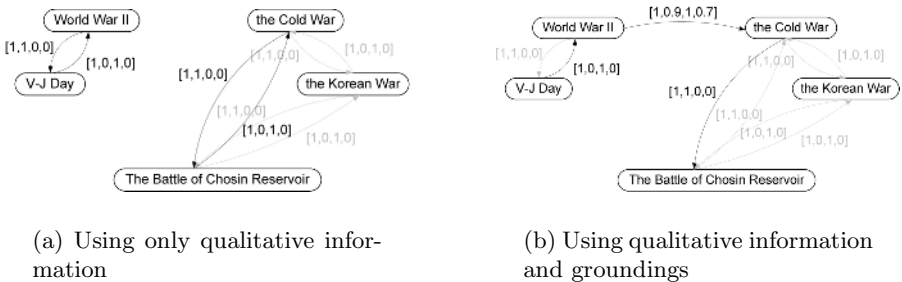 World War II
the Cold War
[1,1,0,0]
[1,0,1,0]
[1,1,0,0]
[1,0,1,0]
V-J Day
[1,1,0,0]
the Korean War
[1,1,0,0]
[1,0,1,0]
[1,0,1,0]
The Battle of Chosin Reservoir
(a) Using only qualitative infor-
mation
World War II
[1,0.9,1,0.7]
the Cold War
[1,1,0,0]
[1,0,1,0]
[1,0,1,0]
[1,1,0,0]
V-J Day
[1,1,0,0]
the Korean War
[1,1,0,0]
[1,0,1,0]
[1,0,1,0]
The Battle of Chosin Reservoir
(b) Using qualitative information
and groundings